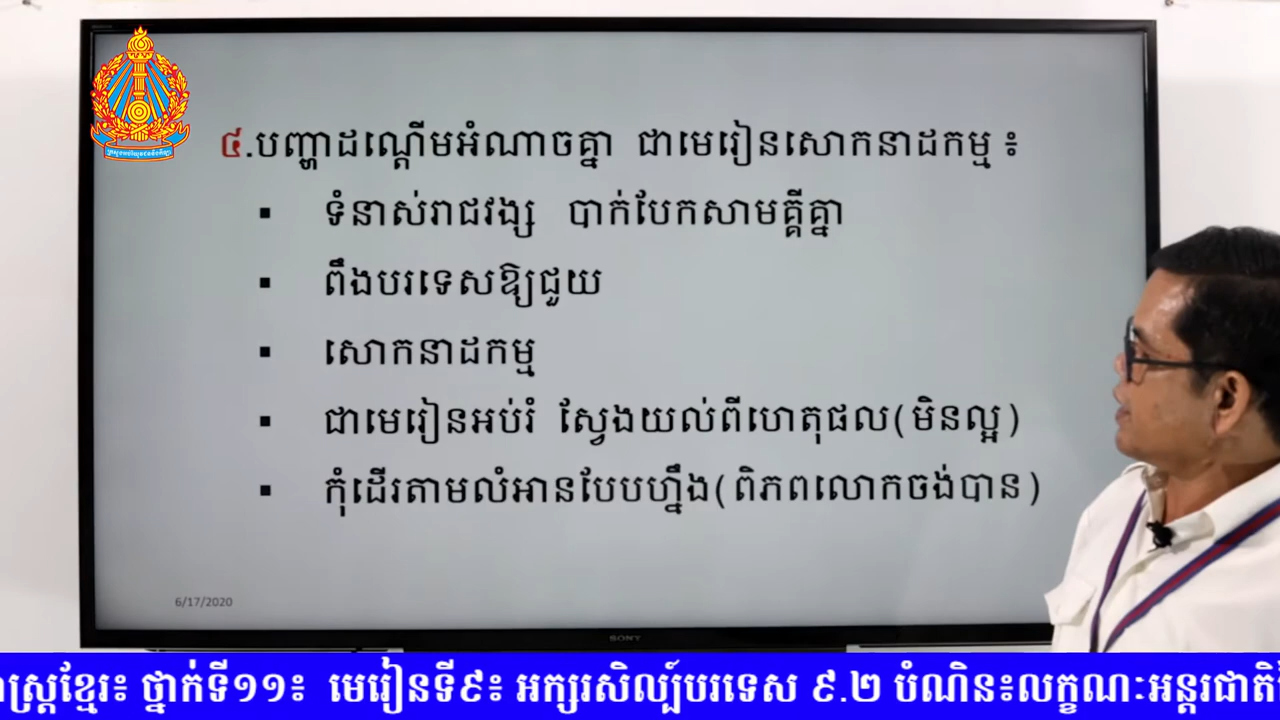 ៤.បញ្ហាដណ្ដើមអំណាចគ្នា ជាមេរៀនសោកនាដកម្ម ៖
▪ ទំនាស់រាជវង្ស បាក់បែកសាមគ្គីគ្នា
▪ ពឹងបរទេសឱ្យជួយ
▪ សោកនាដកម្ម
▪ ជាមេរៀនអប់រំ ស្វែងយល់ពីហេតុផល(មិនល្អ)
▪ កុំដើរតាមលំអានបែបហ្នឹង(ពិភពលោកចង់បាន)
6/17/2020
SONY
ថ្នាក់ទី១១៖ មេរៀនទី៩៖ អក្សរសិល្ប៍បរទេស ៩.២ បំណិន៖លក្ខណៈអន្តរជាតិ